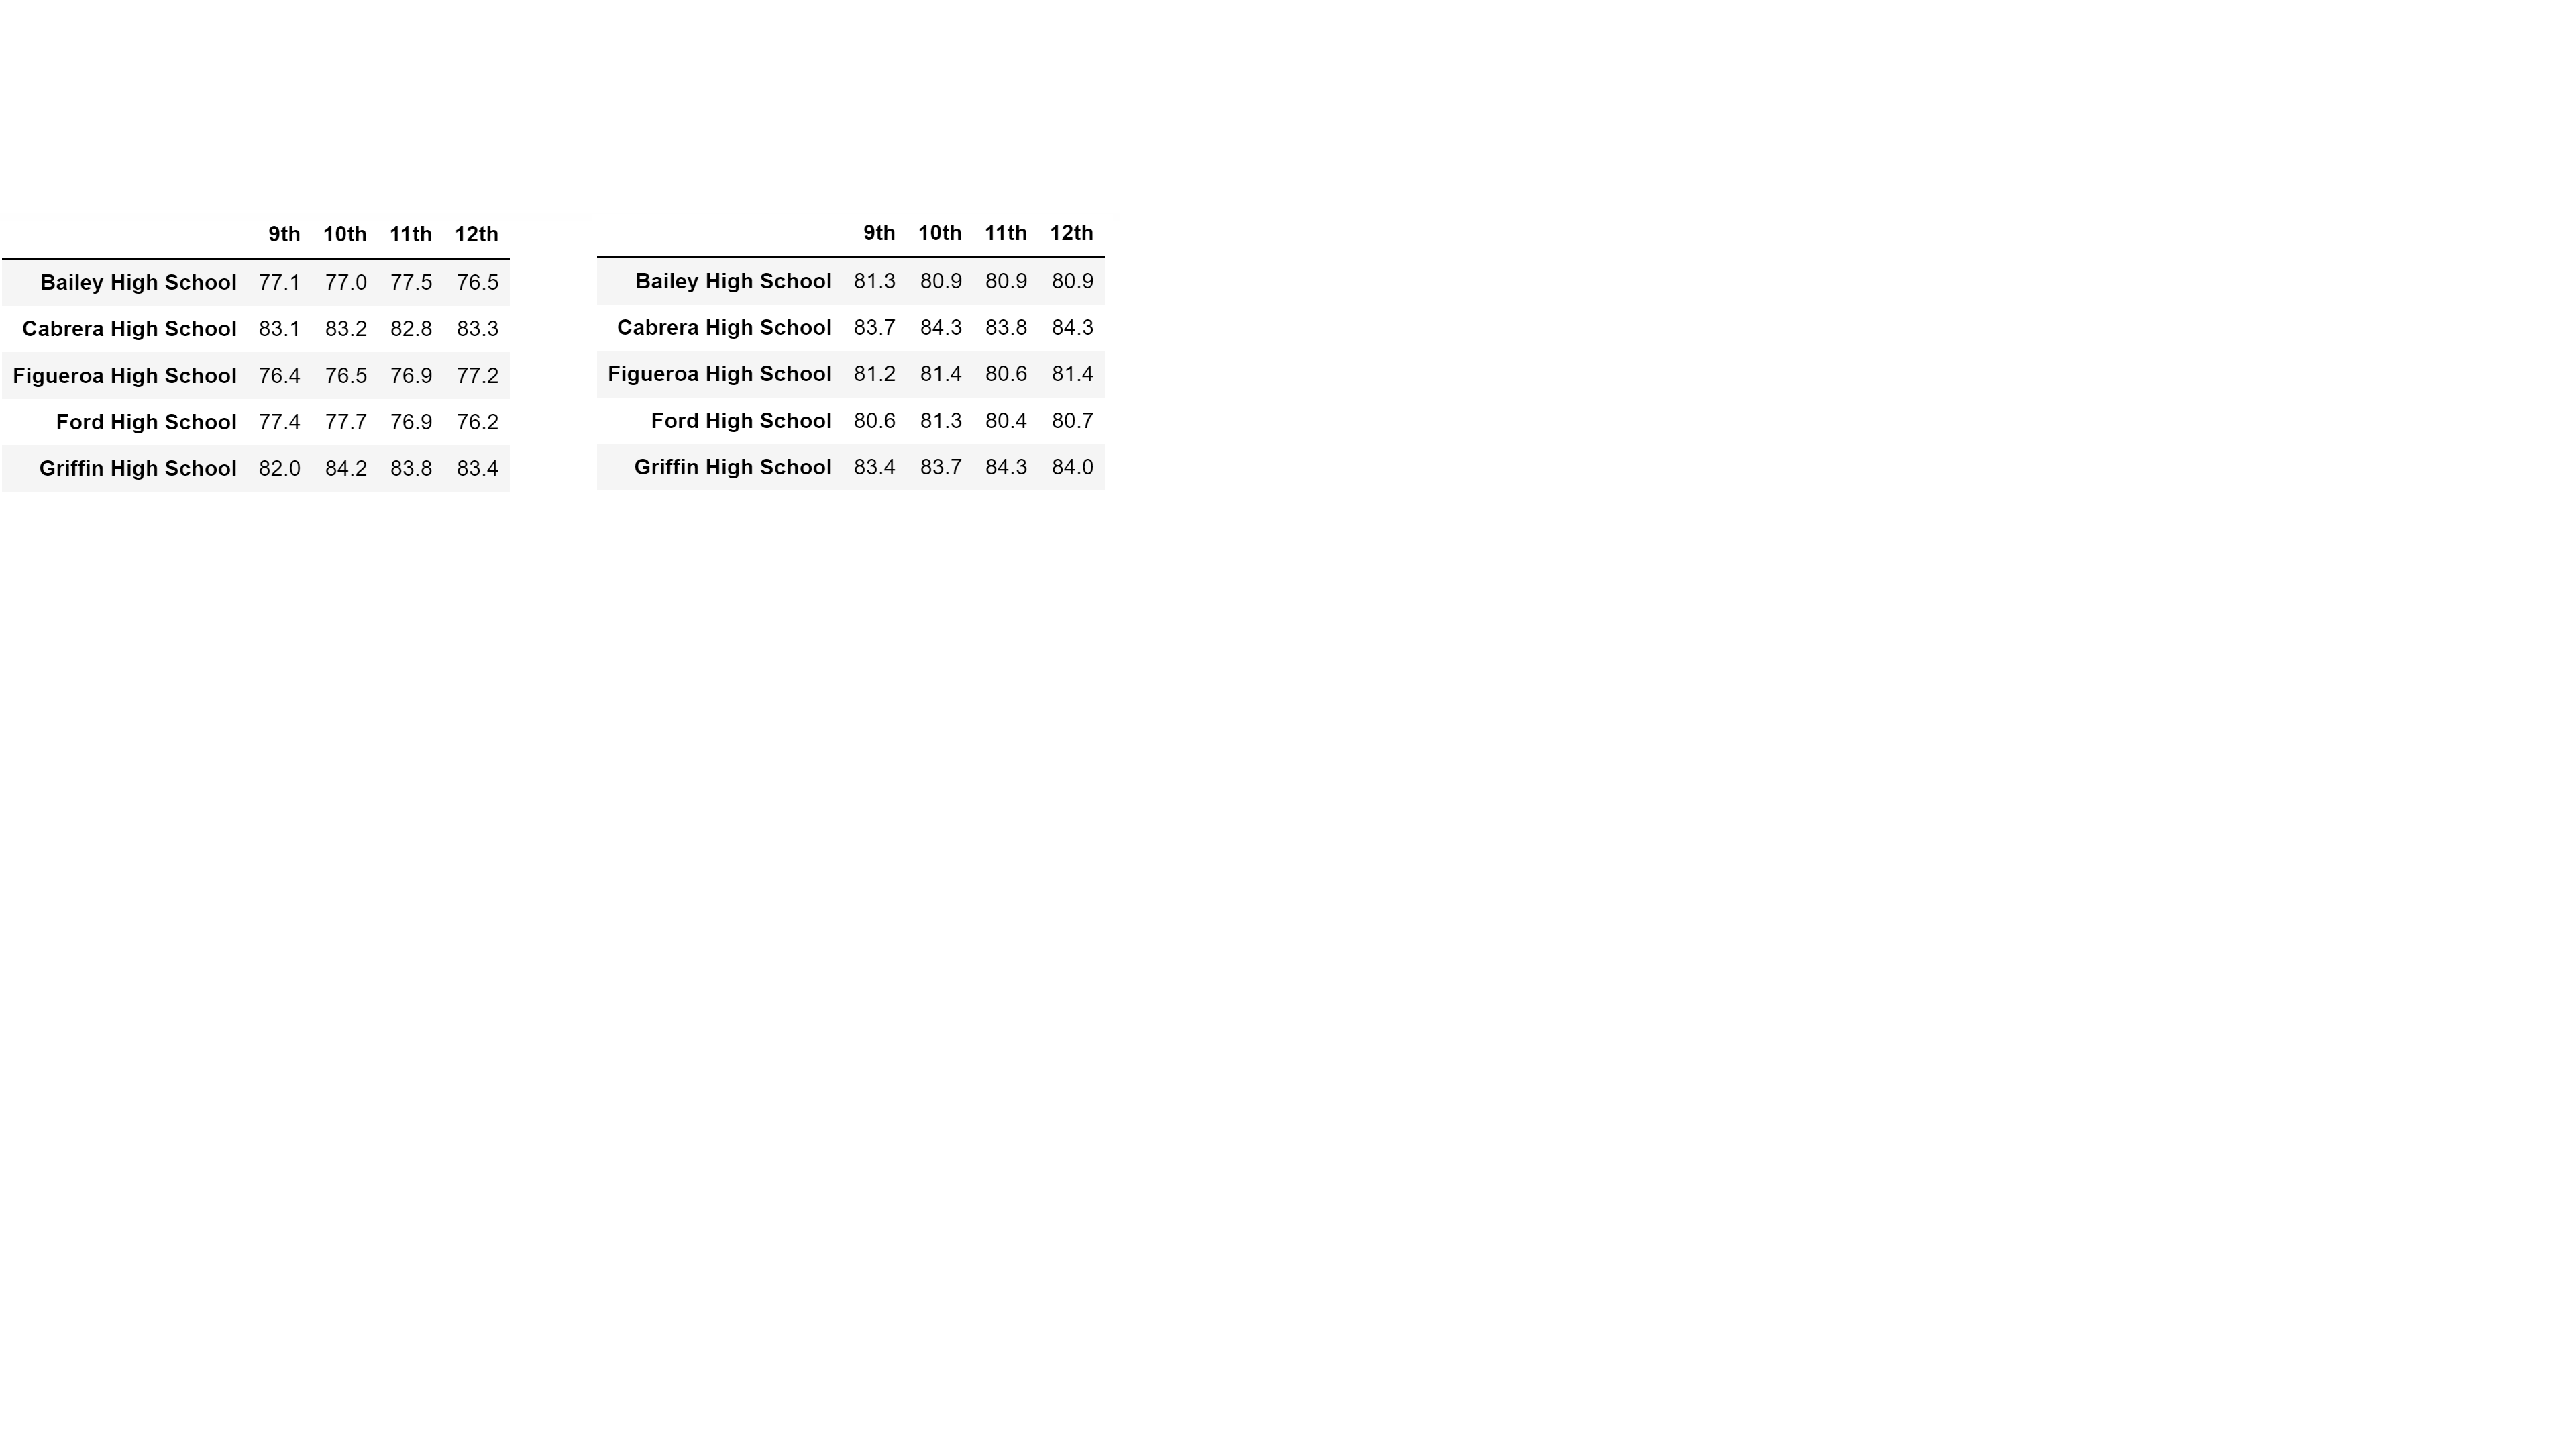 9th 10th 11th 12th
Bailey High School 77.1 77.0 77.5 76.5
Cabrera High School 83.1 83.2 82.8 83.3
Figueroa High School 76.4 76.5 76.9 77.2
Ford High School 77.4 77.7 76.9 76.2
Griffin High School 82.0 84.2 83.8 83.4
9th 10th 11th 12th
Bailey High School 81.3 80.9 80.9 80.9
Cabrera High School 83.7 84.3 83.8 84.3
Figueroa High School 81.2 81.4 80.6 81.4
Ford High School 80.6 81.3 80.4 80.7
Griffin High School 83.4 83.7 84.3 84.0